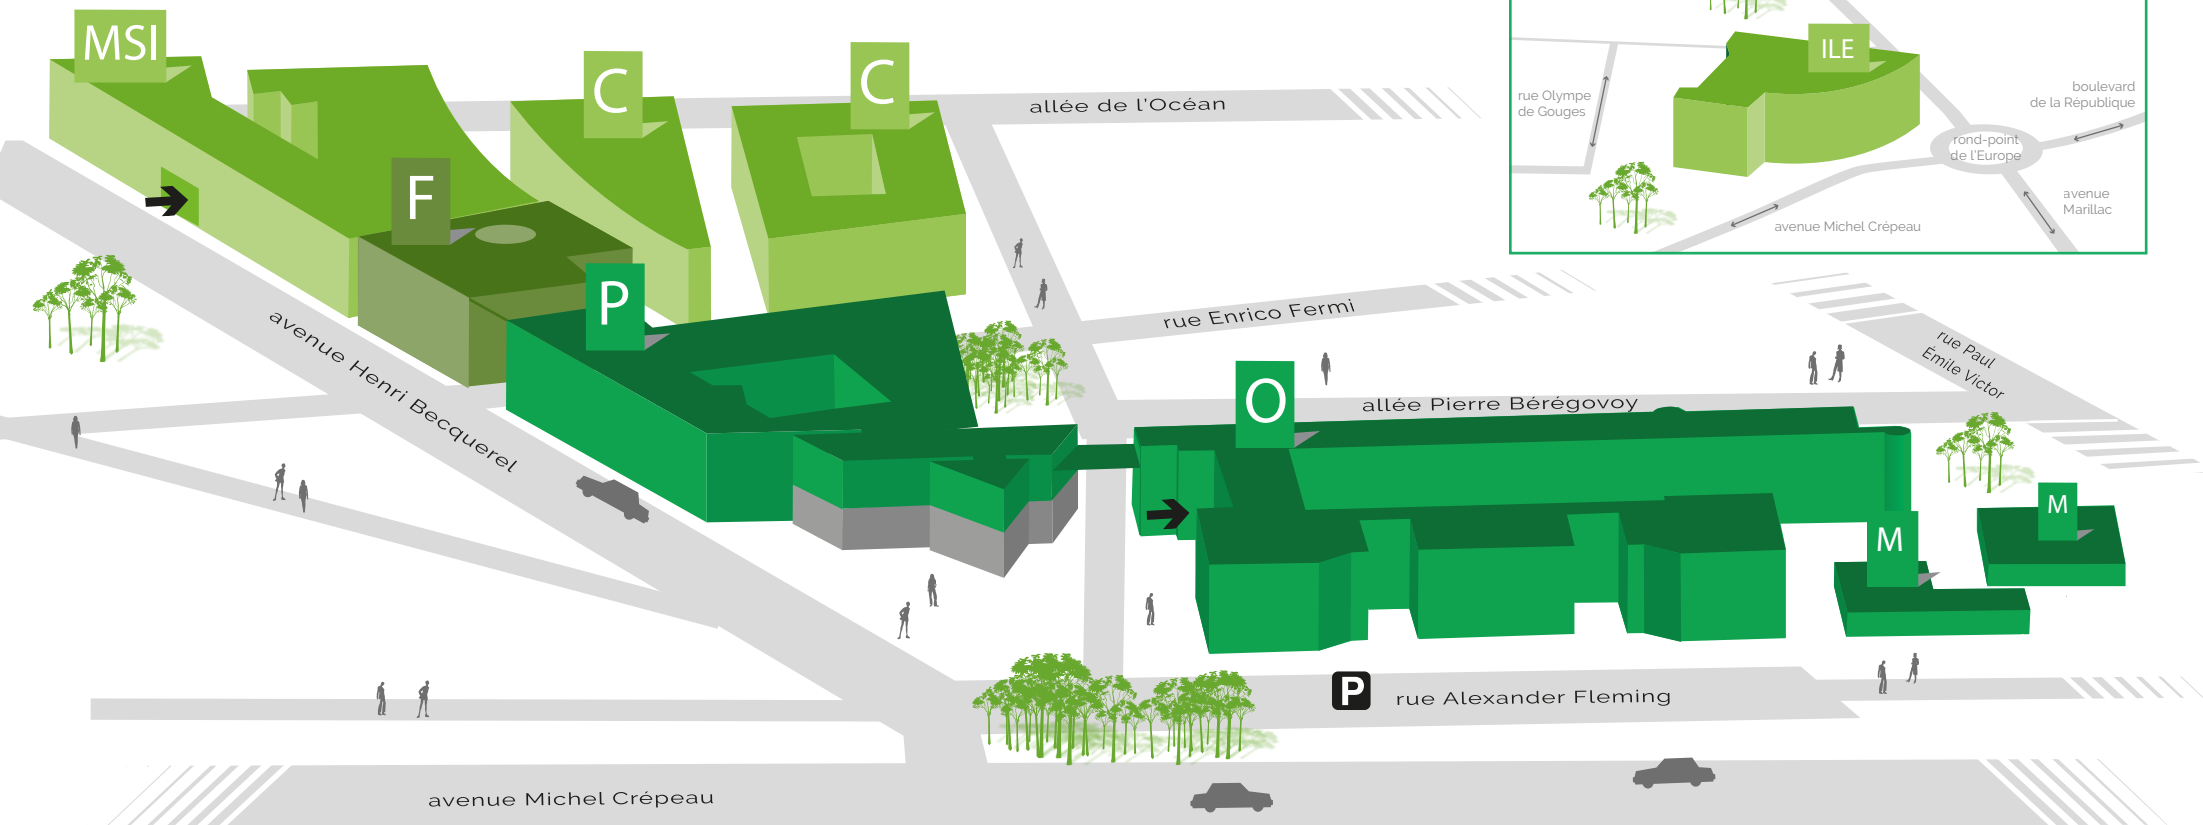 MSI
C
C
F
P
O
M
M
P
allée de l'Océan
avenue Henri Becquerel
rue Enrico Fermi
allée Pierre Bérégovoy
rue Paul
Émile Victor
rue Alexander Fleming
avenue Michel Crépeau
ILE
rue Olympe
de Gouges
boulevard
de la République
rond-point
de l'Europe
avenue
Marillac
avenue Michel Crépeau